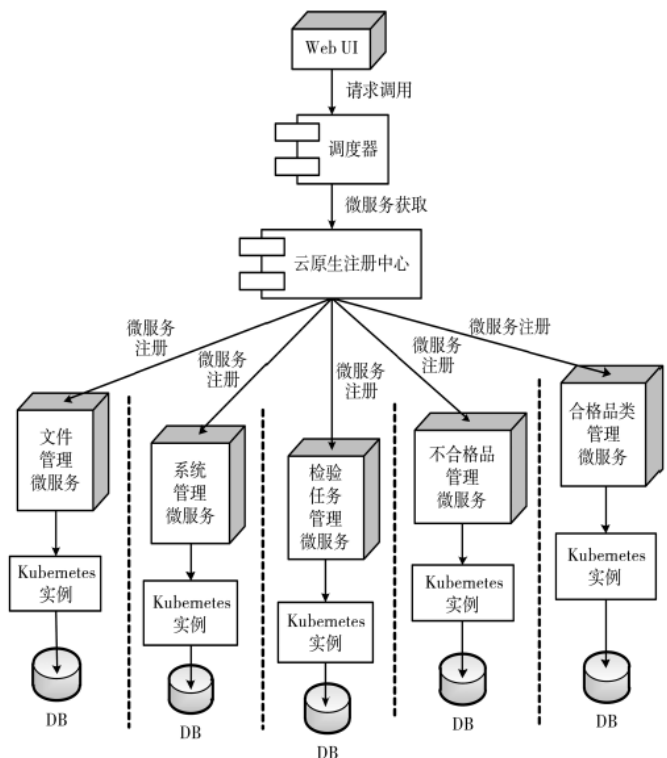 Web UI
请求调用
调度器
微服务获取
云原生注册中心
微服务
注册
微服务
注册
微服务
注册
微服务
注册
微服务注册
文件
管理
微服务
系统
管理
微服务
检验
任务
管理
微服务
不合格品
管理
微服务
合格品类
管理
微服务
Kubernetes
实例
Kubernetes
实例
Kubernetes
实例
Kubernetes
实例
Kubernetes
实例
DB
DB
DB
DB
DB